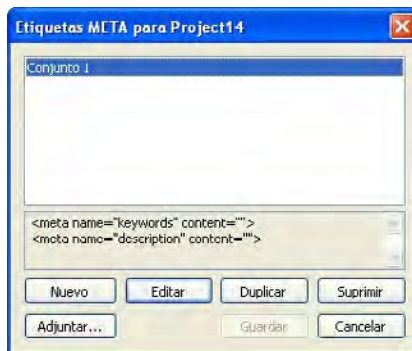 Etiquetas META para Project14
Conjunto 1
<meta name="keywords" content="">
<meta name="description" content="">
Nuevo
Editar
Duplicar
Suprimir
Adjuntar...
Guardar
Cancelar